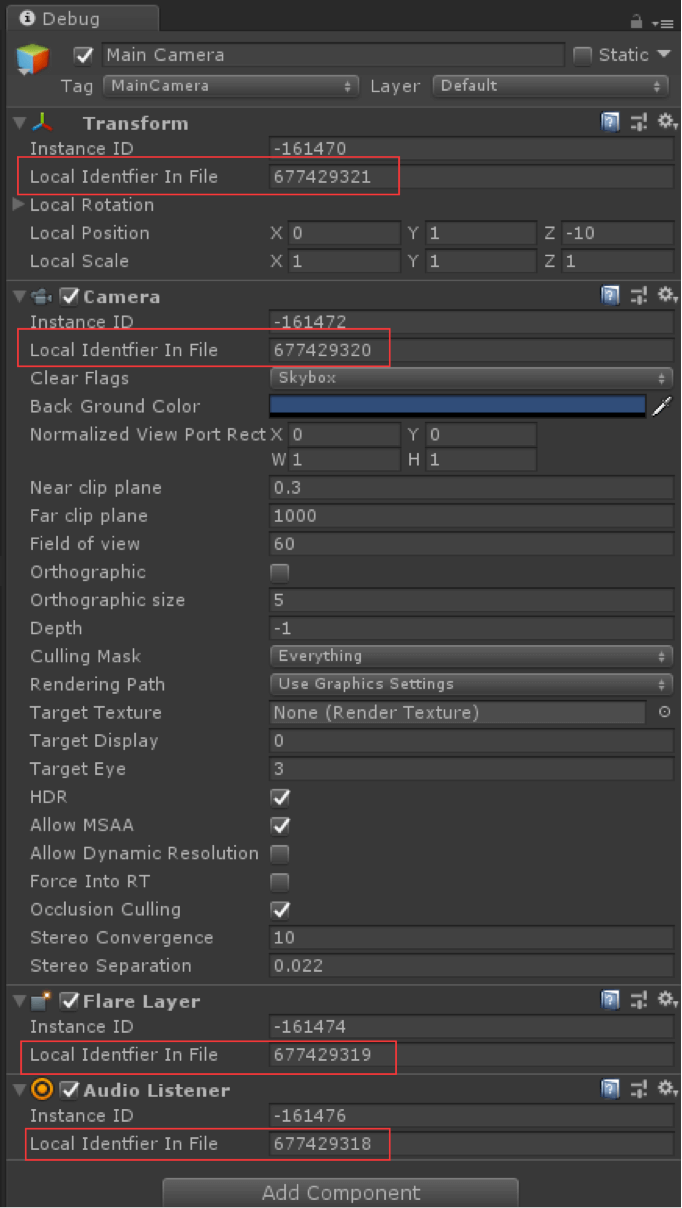 Debug
Main Camera Static
Tag MainCamera Layer Default
Transform
Instance ID -161470
Local Identfier In File 677429321
Local Rotation
Local Position X 0 Y 1 Z -10
Local Scale X 1 Y 1 Z 1
Camera
Instance ID -161472
Local Identfier In File 677429320
Clear Flags Skybox
Back Ground Color
Normalized View Port Rect X 0 Y 0
W 1 H 1
Near clip plane 0.3
Far clip plane 1000
Field of view 60
Orthographic
Orthographic size 5
Depth -1
Culling Mask Everything
Rendering Path Use Graphics Settings
Target Texture None (Render Texture)
Target Display 0
Target Eye 3
HDR
Allow MSAA
Allow Dynamic Resolution
Force Into RT
Occlusion Culling
Stereo Convergence 10
Stereo Separation 0.022
Flare Layer
Instance ID -161474
Local Identfier In File 677429319
Audio Listener
Instance ID -161476
Local Identfier In File 677429318
Add Component